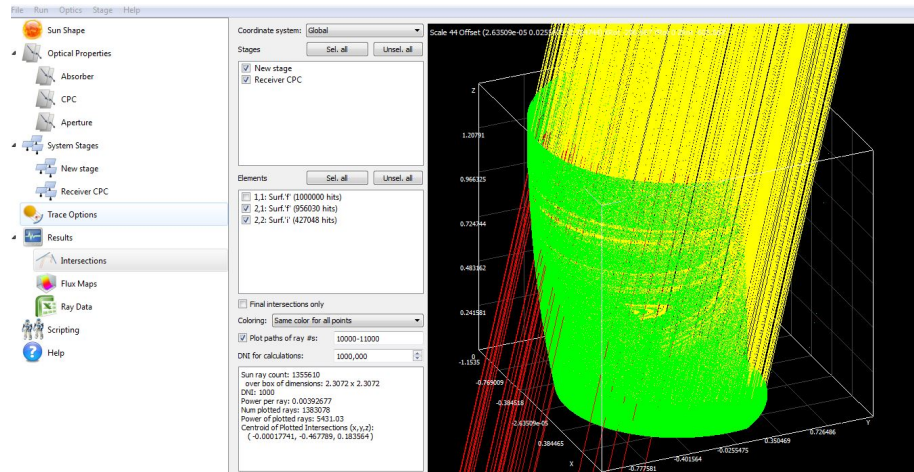 File Run Optics Stage Help
Sun Shape
Optical Properties
Absorber
CPC
Aperture
System Stages
New stage
Receiver CPC
Trace Options
Results
Intersections
Flux Maps
Ray Data
Scripting
Help
Coordinate system: Global
Stages Sel. all Unsel. all
New stage
Receiver CPC
Elements Sel. all Unsel. all
1,1: Surf.'f' (1000000 hits)
2,1: Surf.'f' (956030 hits)
2,2: Surf.'i' (427048 hits)
Final intersections only
Coloring: Same color for all points
Plot paths of ray #s: 10000-11000
DNI for calculations: 1000,000
Sun ray count: 1355610
over box of dimensions: 2.3072 x 2.3072
DNI: 1000
Power per ray: 0.00392677
Num plotted rays: 1383078
Power of plotted rays: 5431.03
Centroid of Plotted Intersections (x,y,z):
( -0.00017741, -0.467789, 0.183564 )
Scale 44 Offset (2.63509e-05 0.0255
Z
1.20791
0.966325
0.724744
0.483162
0.241581
0
-1.1535
-0.769009
-0.384518
-2.63509e-05
0.384465
X
-0.777581
-0.401564
-0.0255475
0.350469
0.726486
Y